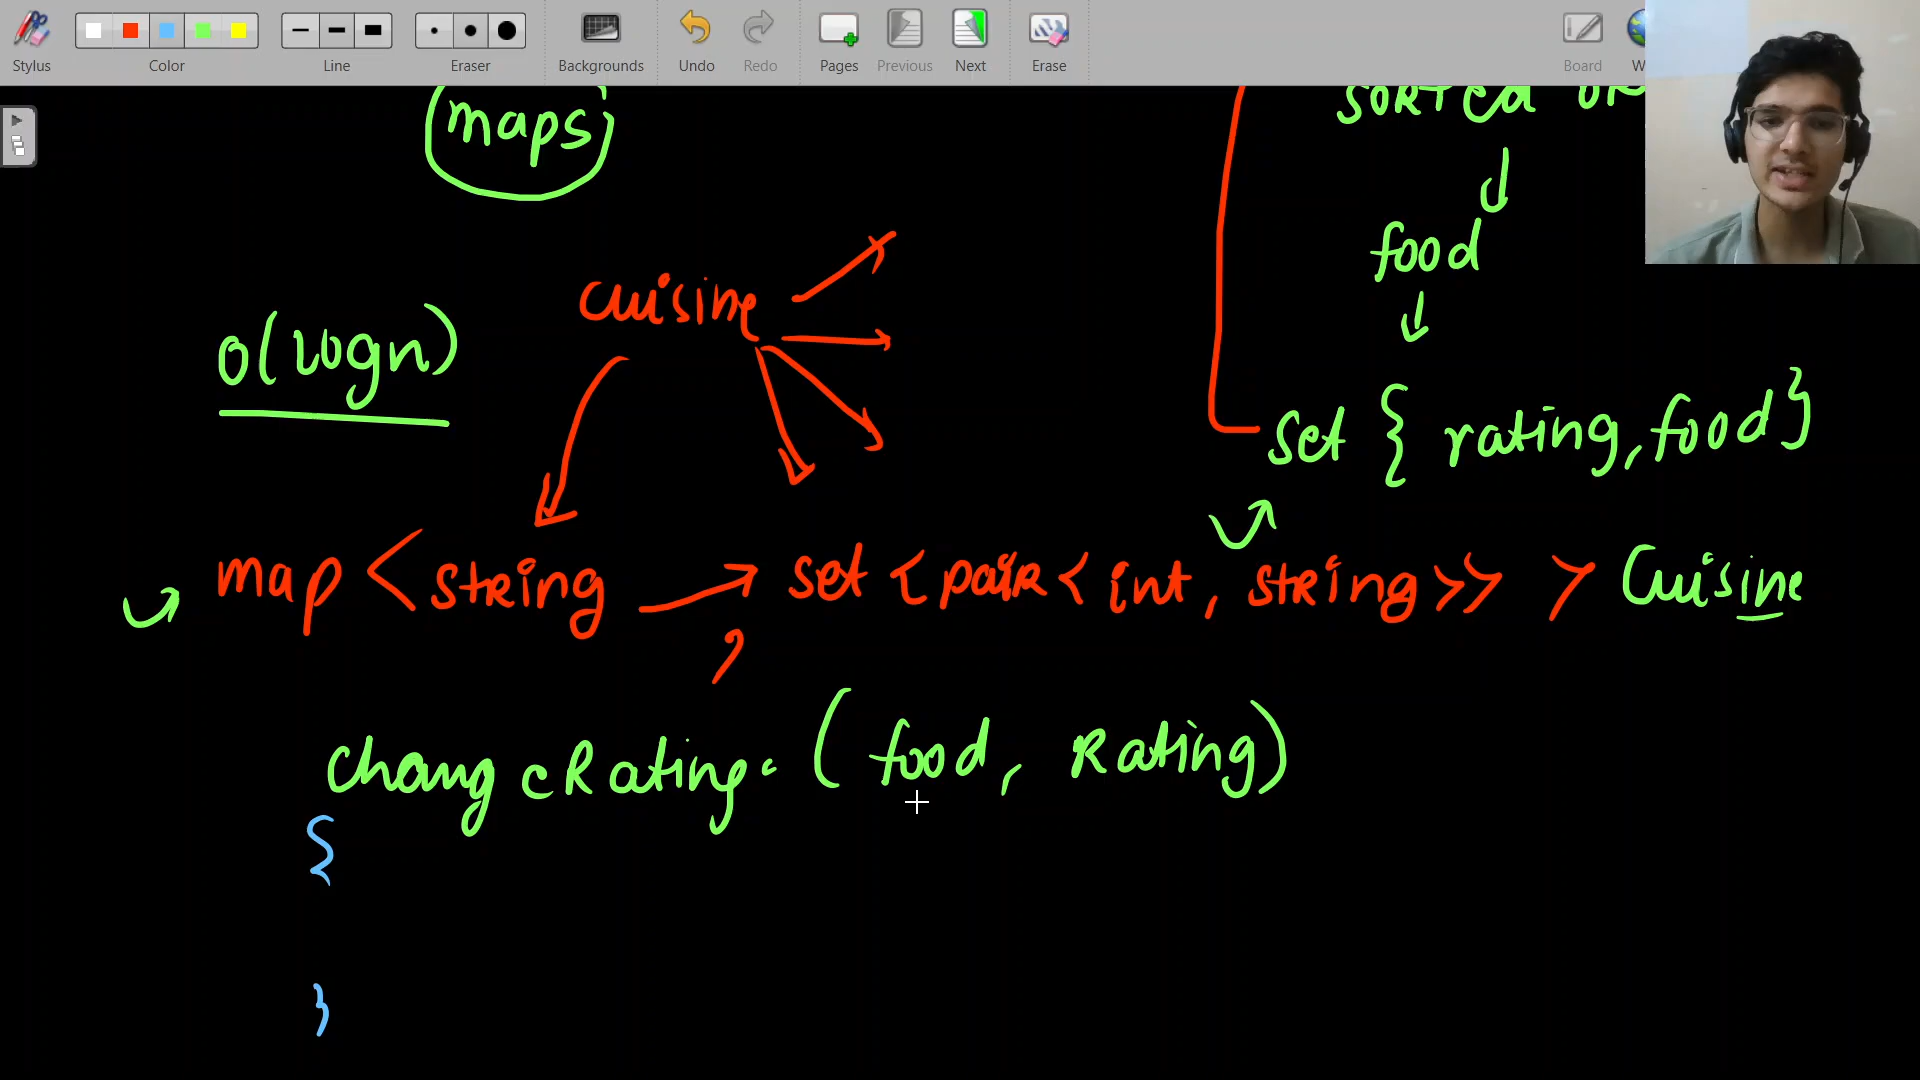 Stylus Color Line Eraser Backgrounds Undo Redo Pages Previous Next Erase Board
maps
sorted
food
cuisine
O(logn)
set { rating, food }
map < string , set < pair < int, string >> > Cuisine
changeRating (food, Rating)
{
}